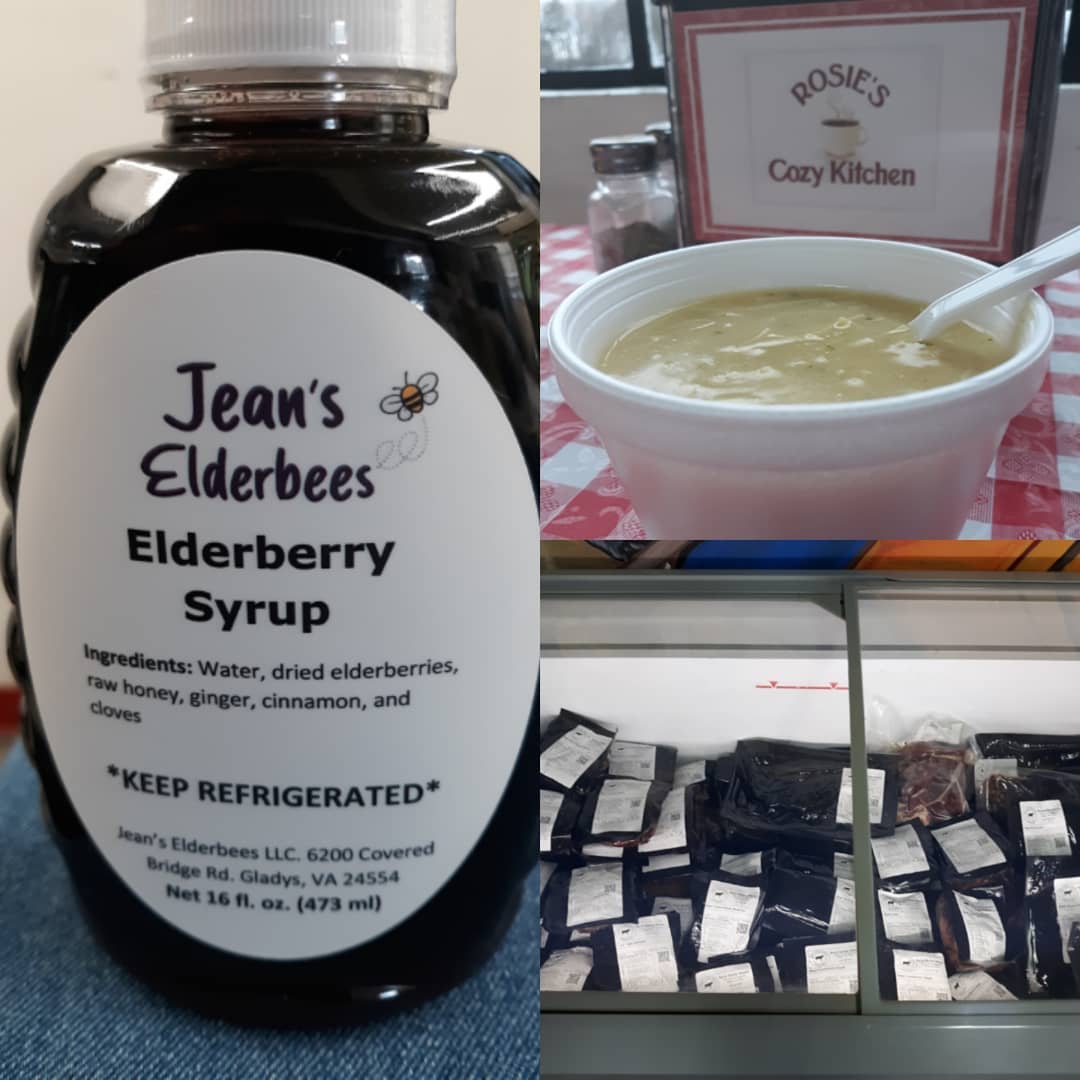 Jean's
Elderbees
Elderberry
Syrup
Ingredients: Water, dried elderberries,
raw honey, ginger, cinnamon, and
cloves
*KEEP REFRIGERATED*
Jean's Elderbees LLC. 6200 Covered
Bridge Rd. Gladys, VA 24554
Net 16 fl. oz. (473 ml)
ROSIE'S
Cozy Kitchen